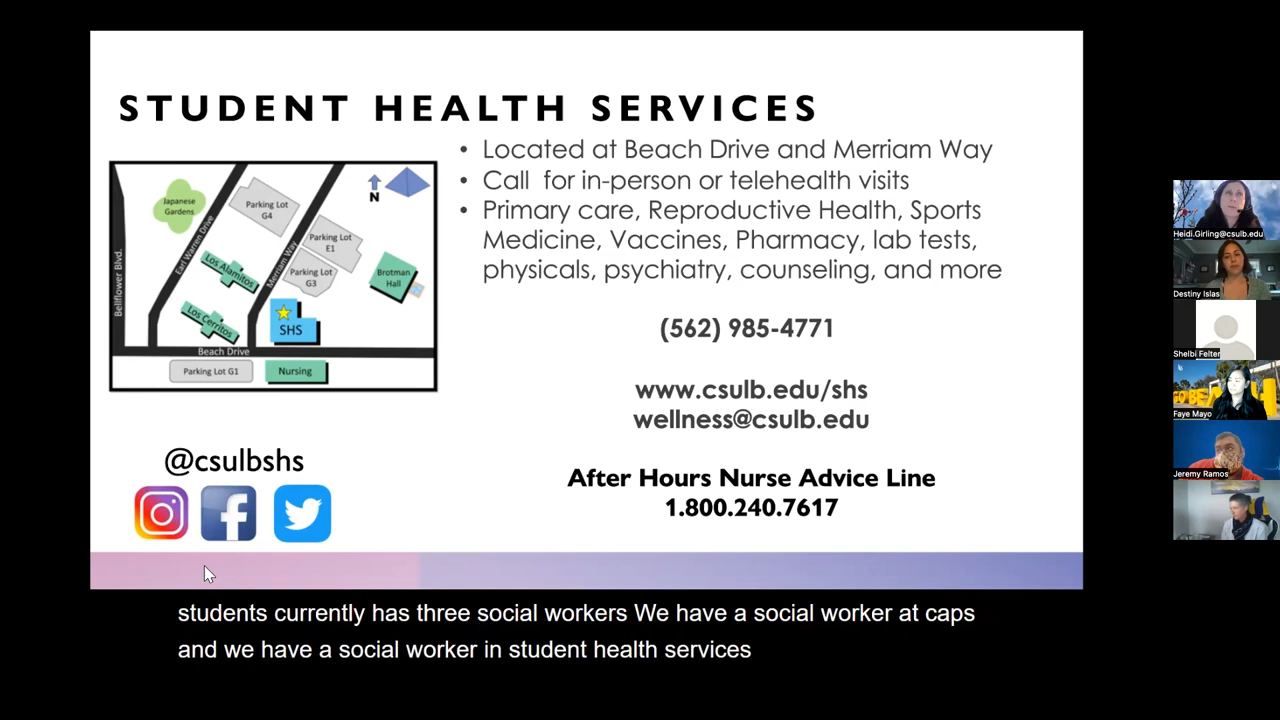 STUDENT HEALTH SERVICES
• Located at Beach Drive and Merriam Way
• Call for in-person or telehealth visits
• Primary care, Reproductive Health, Sports
Medicine, Vaccines, Pharmacy, lab tests,
physicals, psychiatry, counseling, and more
(562) 985-4771
www.csulb.edu/shs
wellness@csulb.edu
After Hours Nurse Advice Line
1.800.240.7617
Japanese
Gardens
Parking Lot
G4
N
Parking Lot
E1
Parking Lot
G3
Earl Warren Drive
Merriam Way
Bellflower Blvd.
Los Alamitos
Los Cerritos
Brotman
Hall
SHS
Beach Drive
Parking Lot G1
Nursing
@csulbshs
students currently has three social workers We have a social worker at caps
and we have a social worker in student health services
Heidi.Girling@csulb.edu
Destiny Islas
Shelbi Felter
GO BEACH
Faye Mayo
Jeremy Ramos